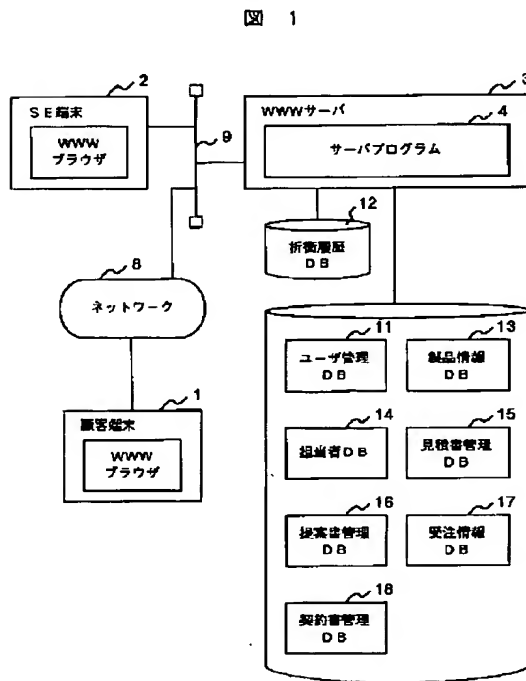 図 1
2
SE端末
WWW
ブラウザ
9
3
WWWサーバ
4
サーバプログラム
12
折衝履歴
DB
8
ネットワーク
1
顧客端末
WWW
ブラウザ
11
ユーザ管理
DB
13
製品情報
DB
14
担当者DB
15
見積書管理
DB
16
提案書管理
DB
17
受注情報
DB
18
契約書管理
DB